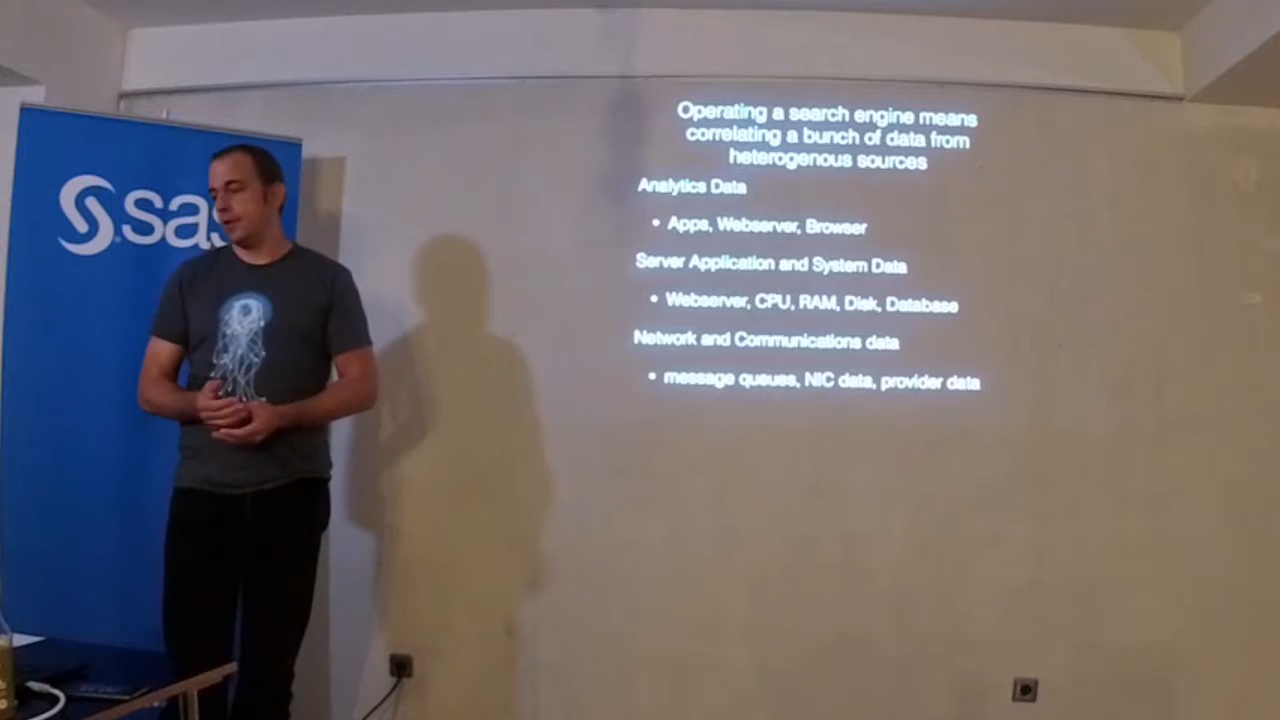 sas
Operating a search engine means
correlating a bunch of data from
heterogenous sources
Analytics Data
• Apps, Webserver, Browser
Server Application and System Data
• Webserver, CPU, RAM, Disk, Database
Network and Communications data
• message queues, NIC data, provider data